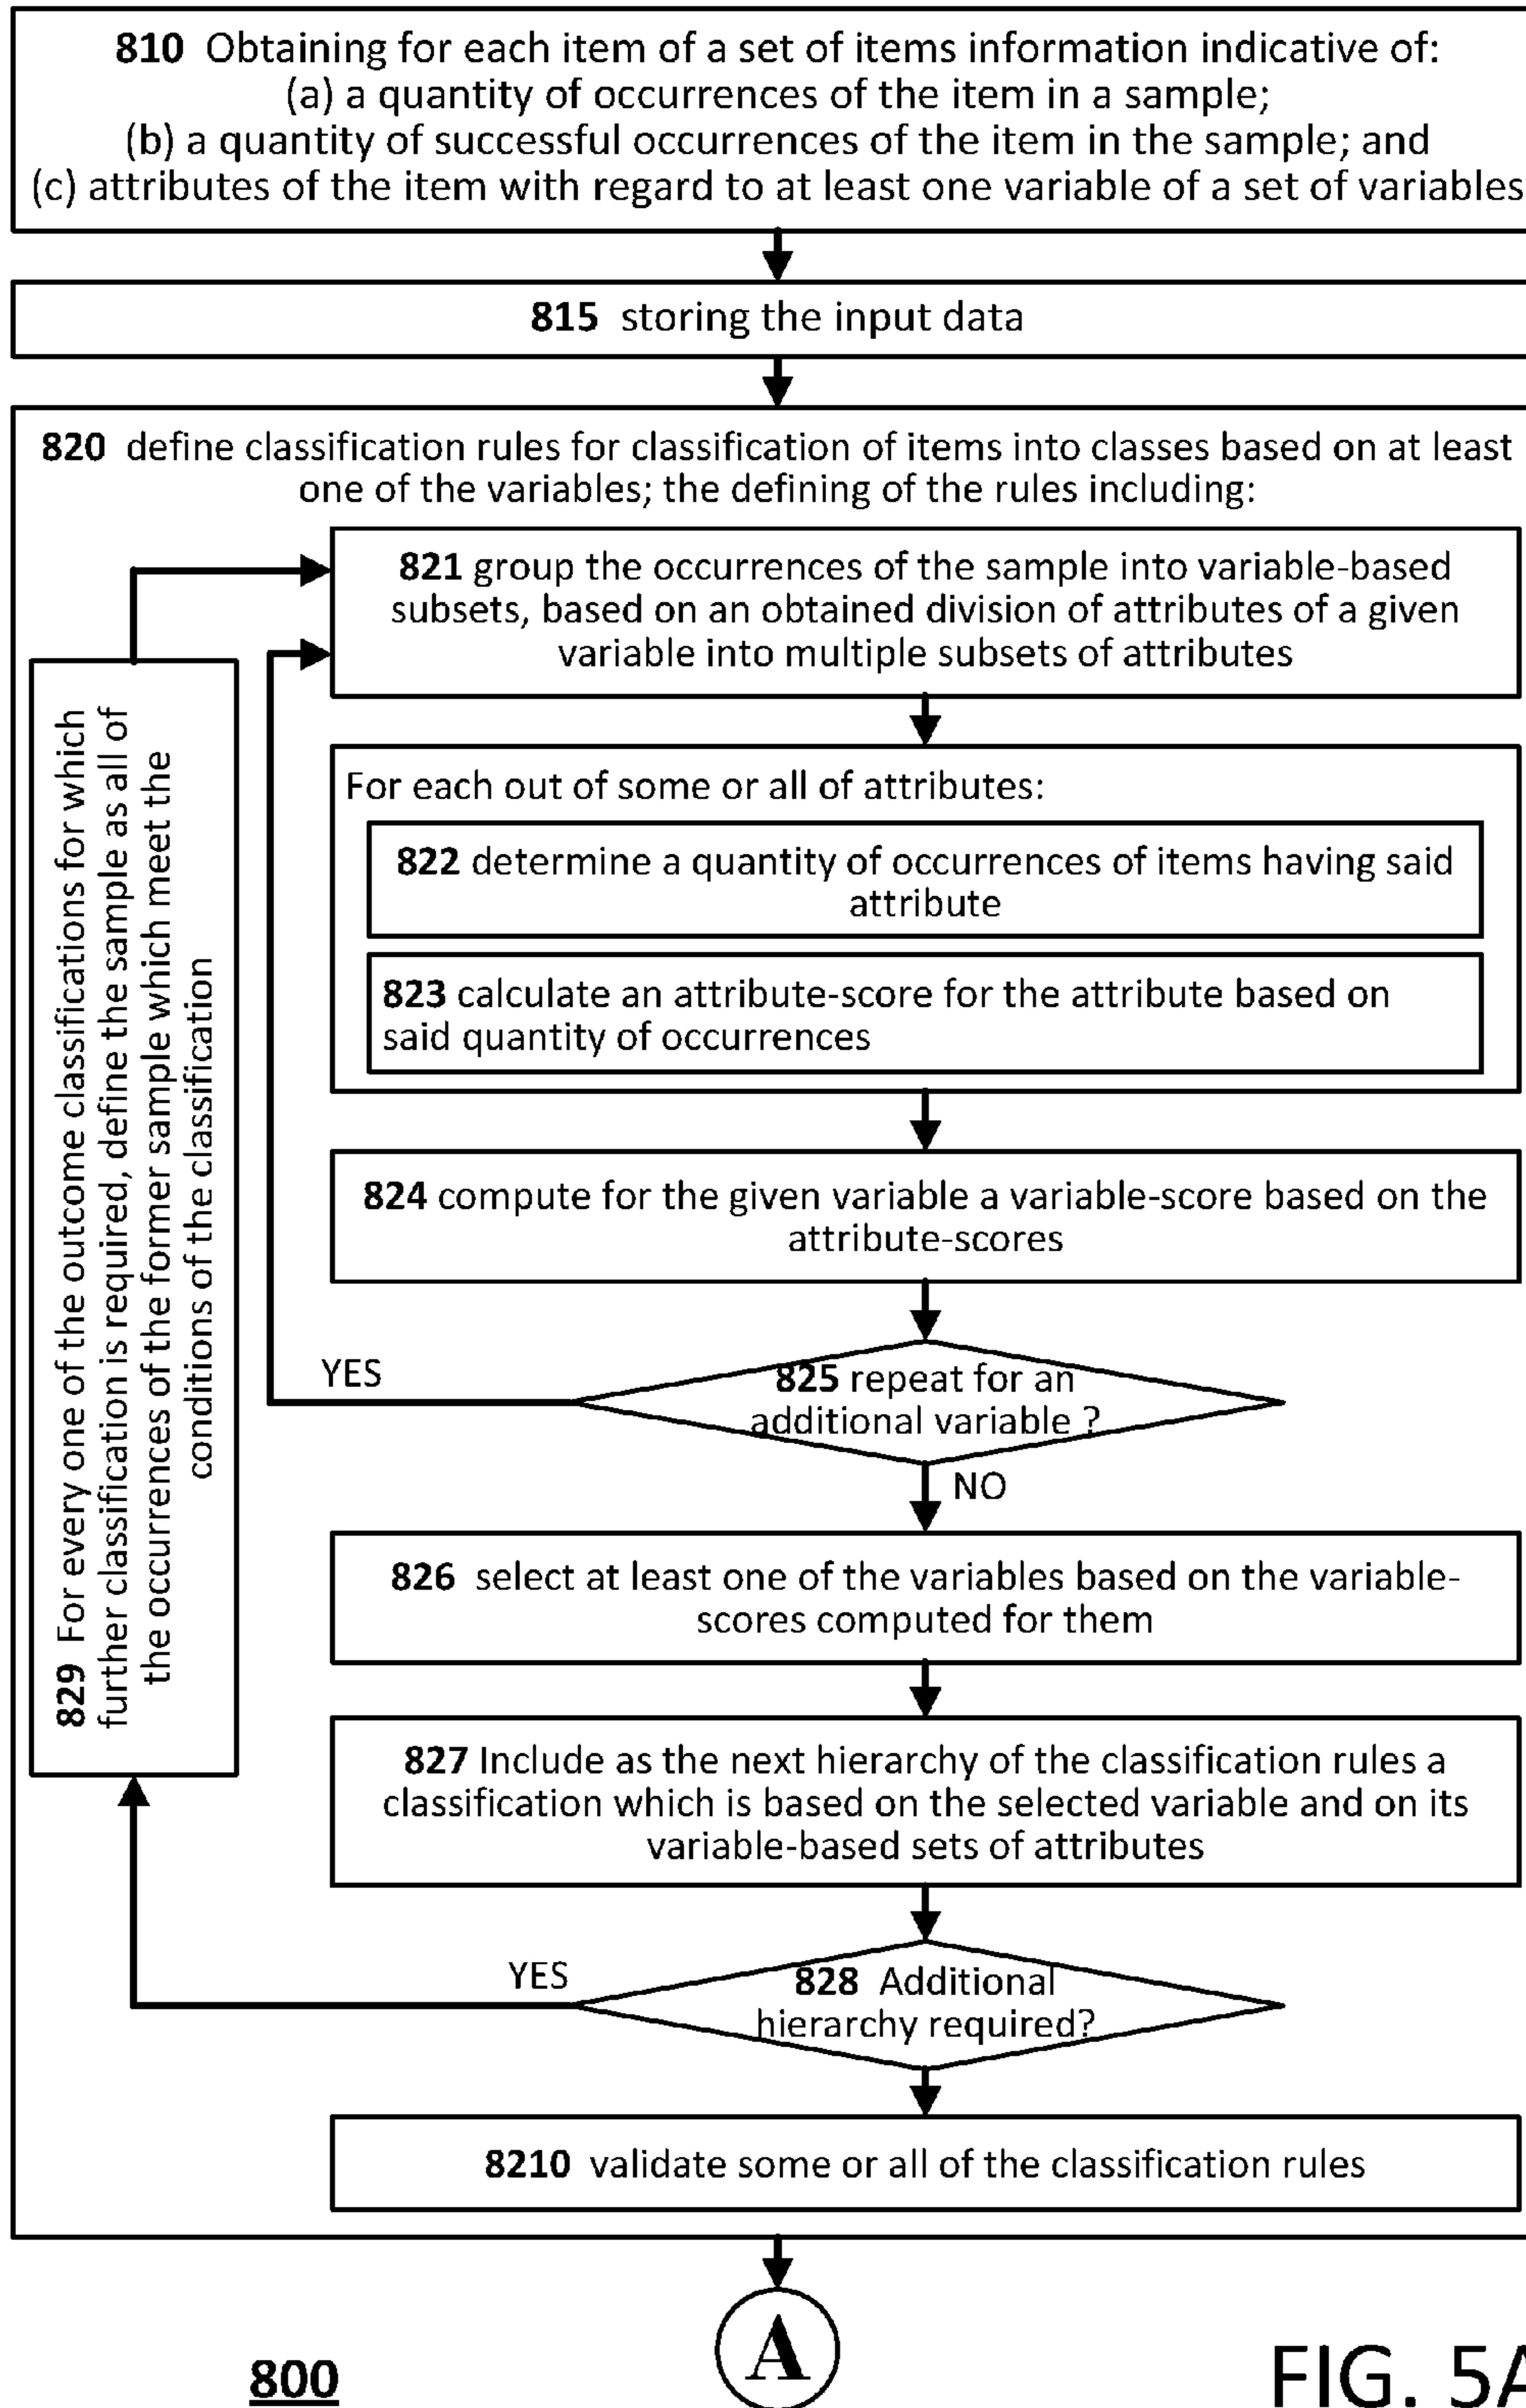 810 Obtaining for each item of a set of items information indicative of:
(a) a quantity of occurrences of the item in a sample;
(b) a quantity of successful occurrences of the item in the sample; and
(c) attributes of the item with regard to at least one variable of a set of variables
815 storing the input data
820 define classification rules for classification of items into classes based on at least
one of the variables; the defining of the rules including:
821 group the occurrences of the sample into variable-based
subsets, based on an obtained division of attributes of a given
variable into multiple subsets of attributes
For each out of some or all of attributes:
822 determine a quantity of occurrences of items having said
attribute
823 calculate an attribute-score for the attribute based on
said quantity of occurrences
824 compute for the given variable a variable-score based on the
attribute-scores
825 repeat for an
additional variable ?
YES
NO
826 select at least one of the variables based on the variable-
scores computed for them
827 Include as the next hierarchy of the classification rules a
classification which is based on the selected variable and on its
variable-based sets of attributes
828 Additional
hierarchy required?
YES
829 For every one of the outcome classifications for which
further classification is required, define the sample as all of
the occurrences of the former sample which meet the
conditions of the classification
8210 validate some or all of the classification rules
A
800
FIG. 5A